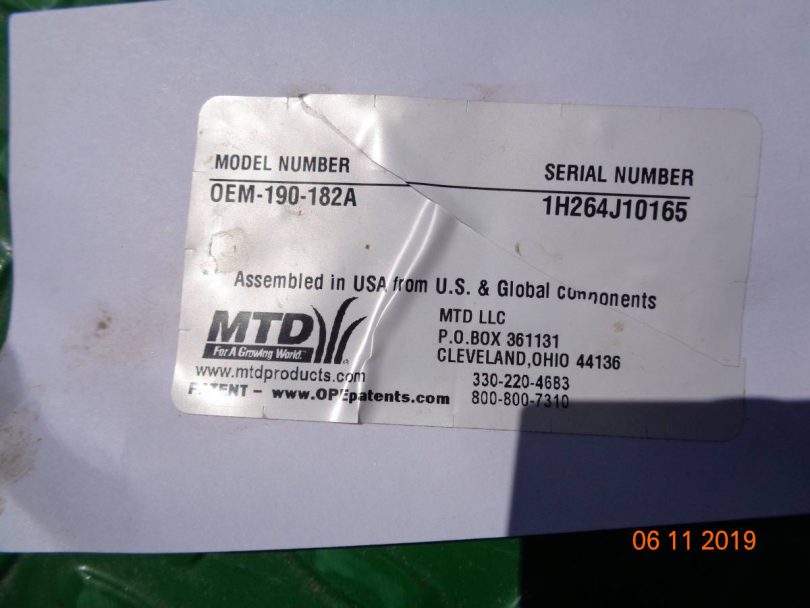 MODEL NUMBER
SERIAL NUMBER
OEM-190-182A
1H264J10165
Assembled in USA from U.S. & Global Components
MTD
For A Growing World.
www.mtdproducts.com
PATENT – www.OPEpatents.com
MTD LLC
P.O.BOX 361131
CLEVELAND,OHIO 44136
330-220-4683
800-800-7310
06 11 2019